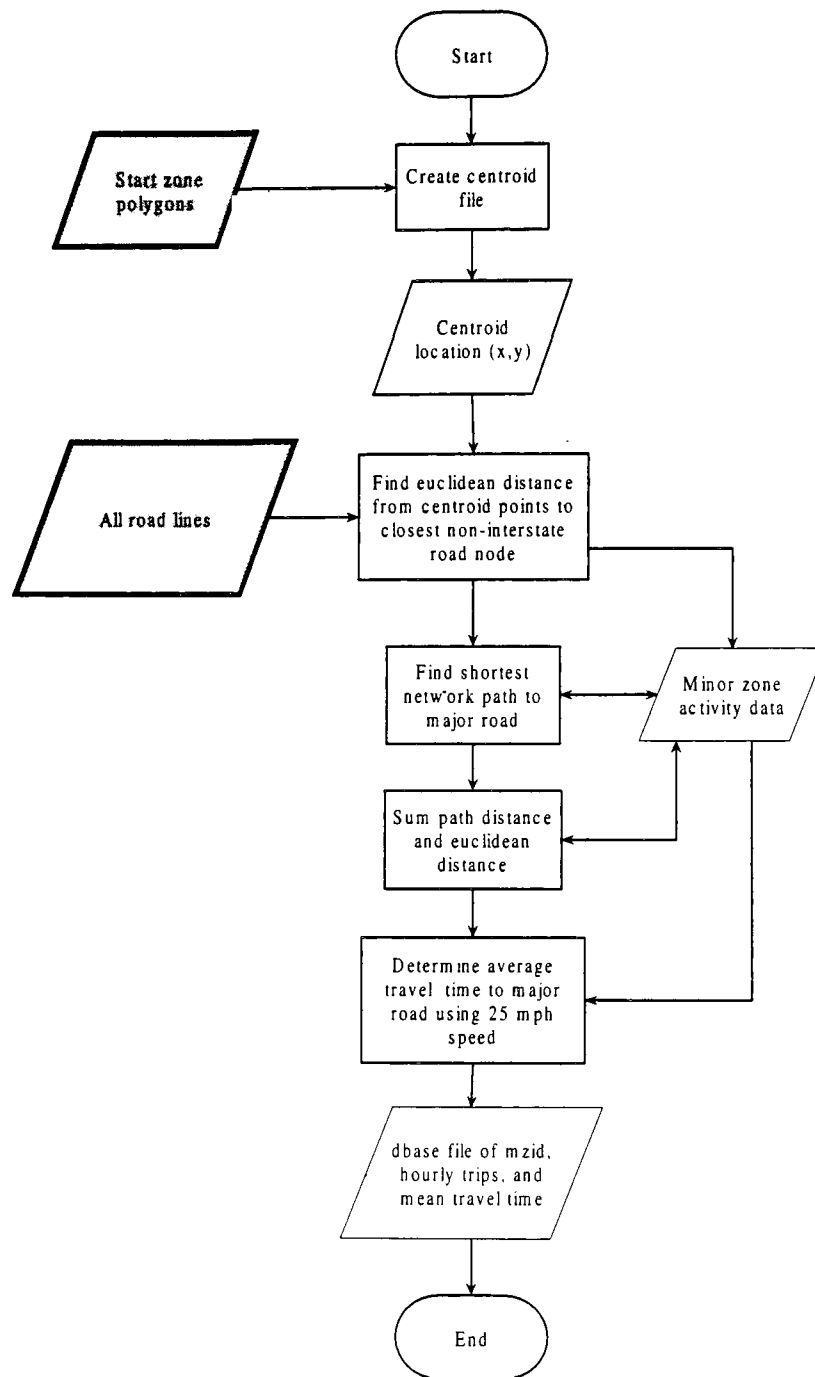 Start
Start zone
polygons
Create centroid
file
Centroid
location (x,y)
All road lines
Find euclidean distance
from centroid points to
closest non-interstate
road node
Find shortest
network path to
major road
Minor zone
activity data
Sum path distance
and euclidean
distance
Determine average
travel time to major
road using 25 mph
speed
dbase file of mzid,
hourly trips, and
mean travel time
End